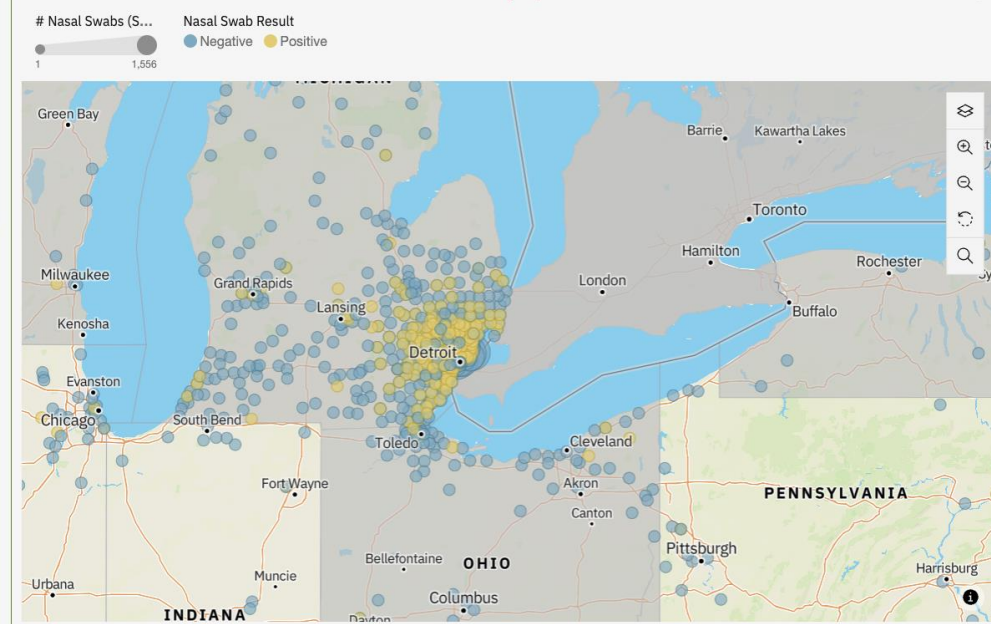 # Nasal Swabs (S...
Nasal Swab Result
Negative
Positive
1
1,556
MICHIGAN
Green Bay
Barrie
Kawartha Lakes
Toronto
Milwaukee
Grand Rapids
Hamilton
Rochester
London
Lansing
Kenosha
Buffalo
Detroit
Evanston
Chicago
South Bend
Toledo
Cleveland
Fort Wayne
Akron
PENNSYLVANIA
Canton
Pittsburgh
Bellefontaine
OHIO
Harrisburg
Urbana
Muncie
Columbus
INDIANA
Dayton